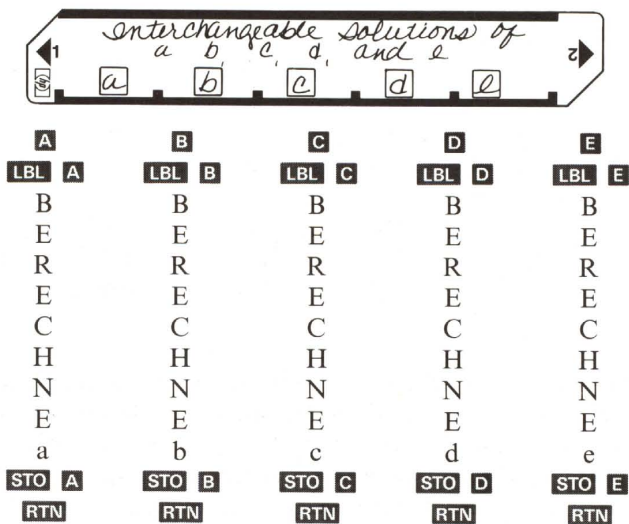 Interchangeable Solutions of
a b, c, d, and e
1 2
hp a b c d e
A B C D E
LBL A LBL B LBL C LBL D LBL E
B B B B B
E E E E E
R R R R R
E E E E E
C C C C C
H H H H H
N N N N N
E E E E E
a b c d e
STO A STO B STO C STO D STO E
RTN RTN RTN RTN RTN